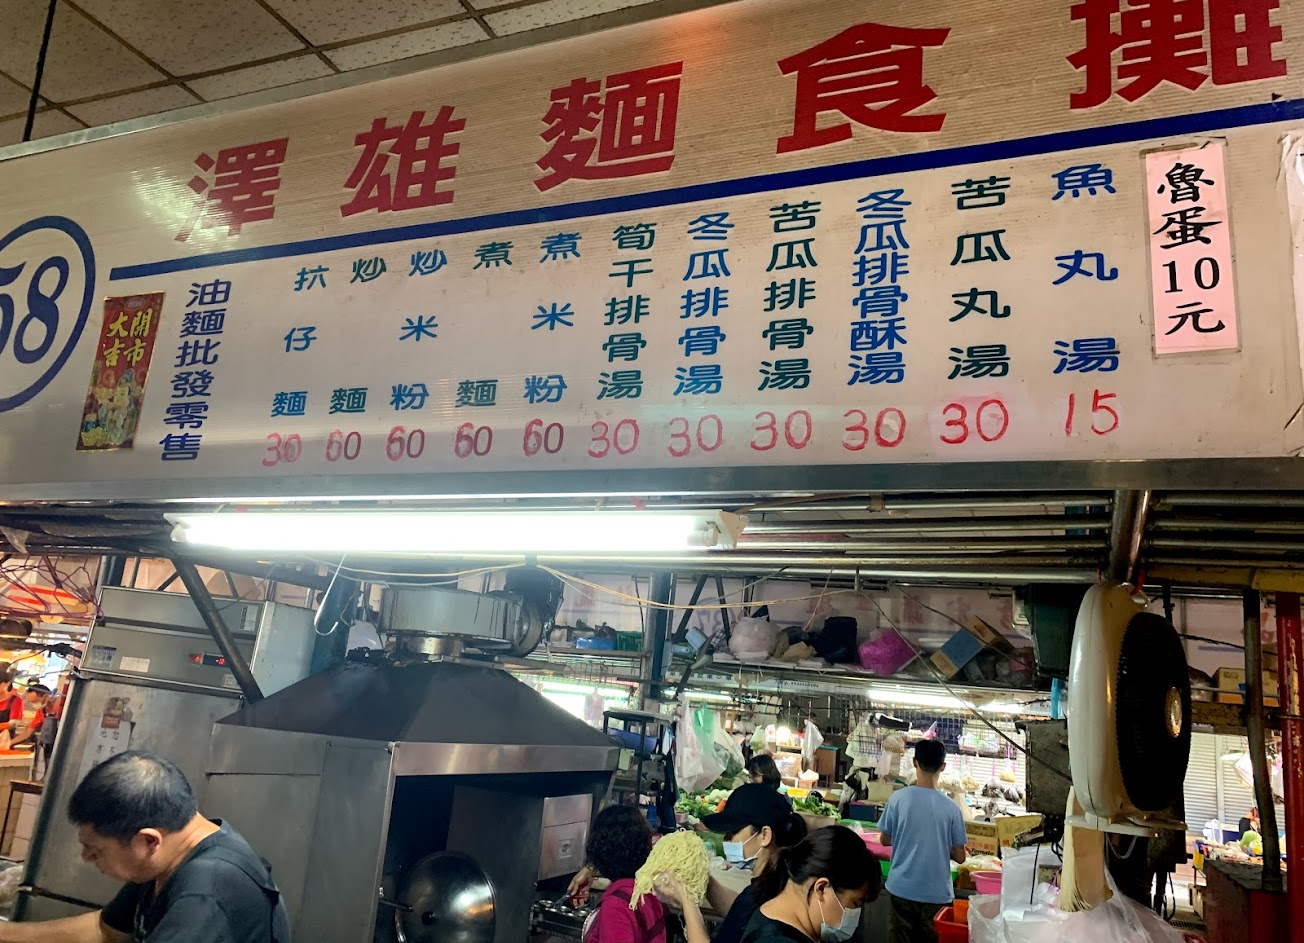 澤雄麵食攤
58
開市大吉
油麵批發零售
扴仔麵 30
炒麵 60
炒米粉 60
煮麵 60
煮米粉 60
筍干排骨湯 30
冬瓜排骨湯 30
苦瓜排骨湯 30
冬瓜排骨酥湯 30
苦瓜丸湯 30
魚丸湯 15
魯蛋10元